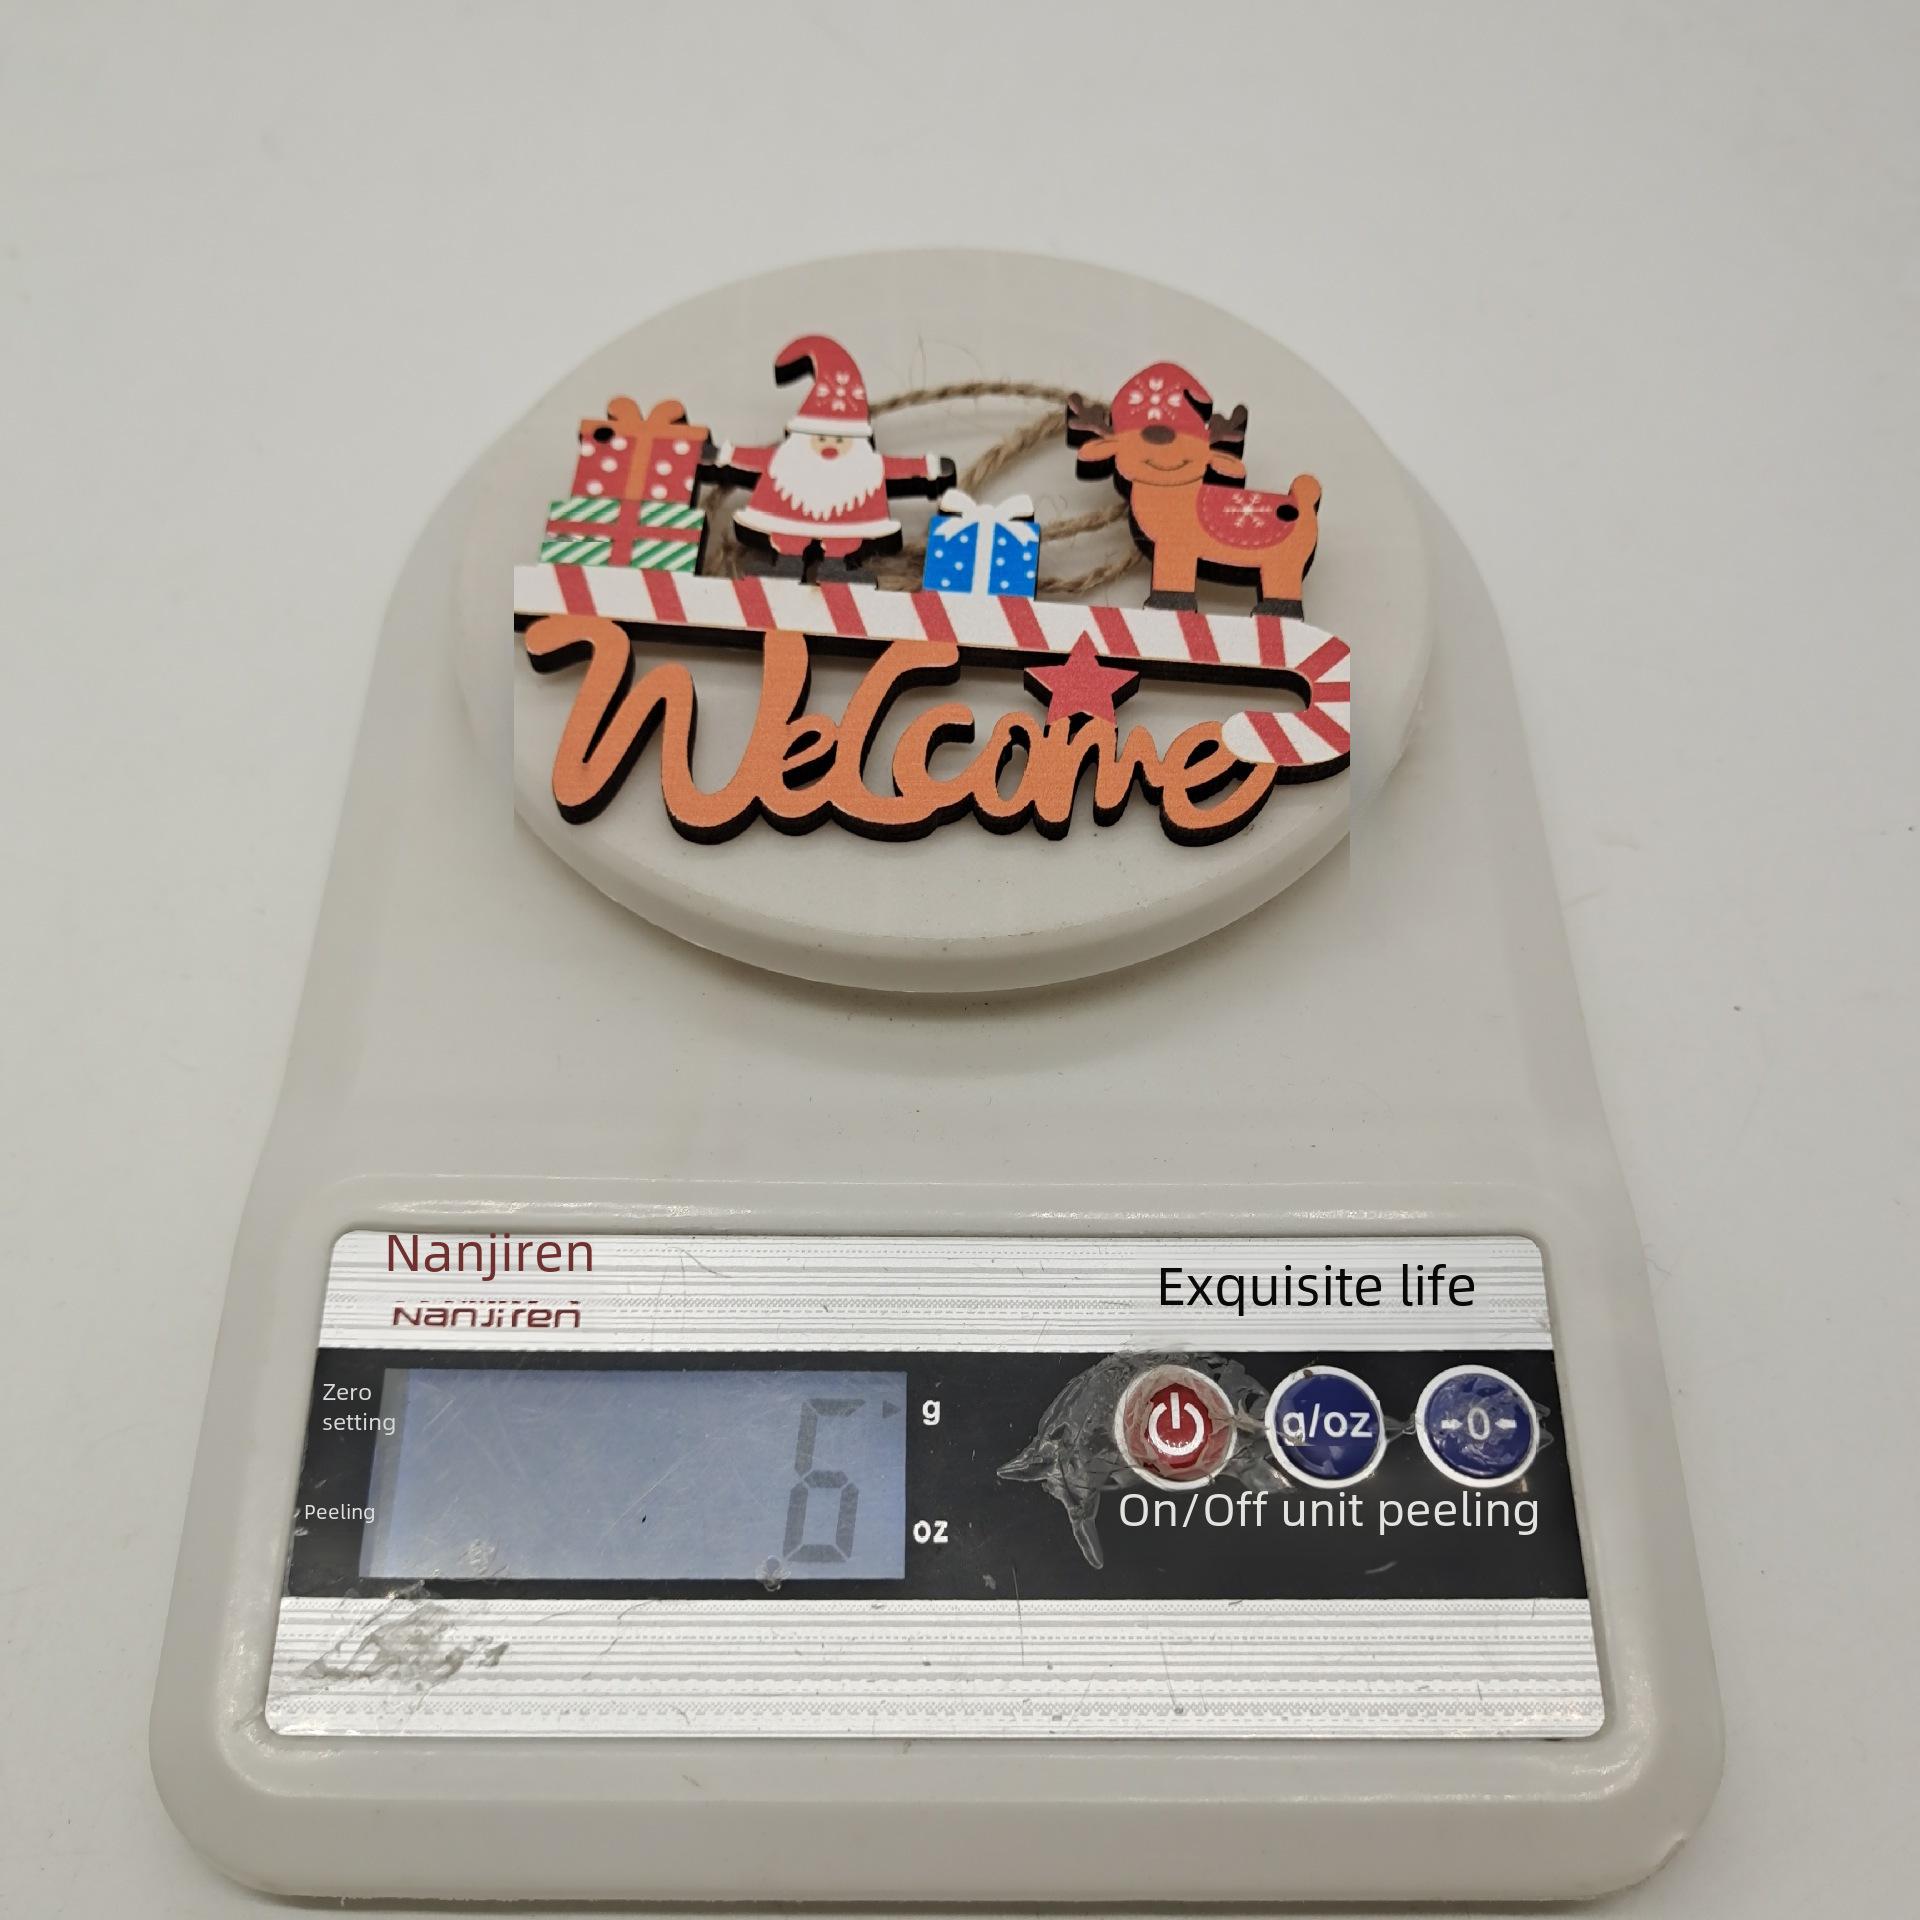 Welcome
Nanjiren
Nanjiren
Exquisite life
Zero
setting
Peeling
6
g
oz
g/oz
0
On/Off unit peeling